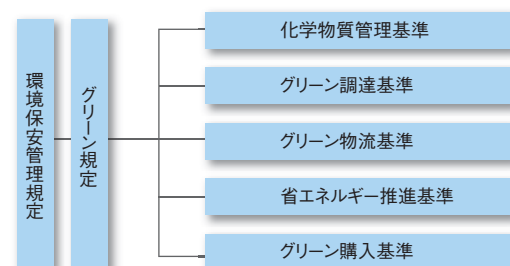 環境保安管理規定
グリーン規定
化学物質管理基準
グリーン調達基準
グリーン物流基準
省エネルギー推進基準
グリーン購入基準